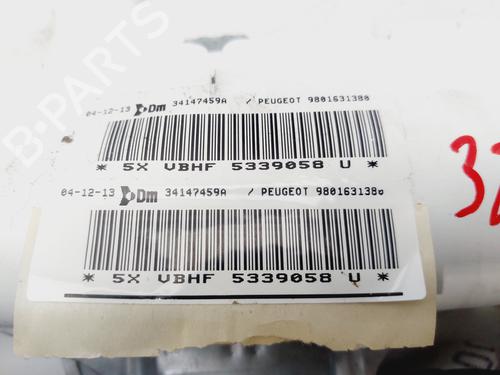 04-12-13 Dm 34147459A / PEUGEOT 9801631380
* 5X VBHF 5339058 U *
04-12-13 Dm 34147459A / PEUGEOT 9801631380
* 5X VBHF 5339058 U *
B-PARTS